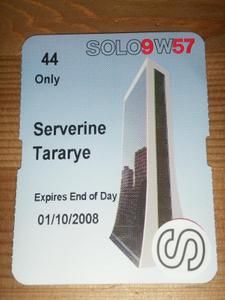 SOLO9W57
44
Only
Serverine
Tararye
Expires End of Day
01/10/2008
S